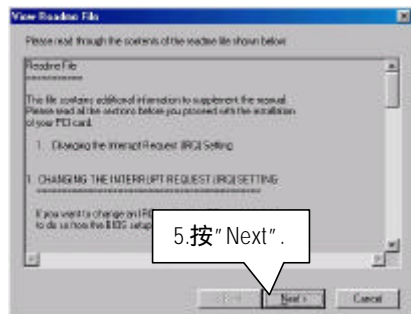 View Readme File
Please read through the contents of the readme file shown below.
Readme File
============
This file contains additional information to supplement the manual.
Please read all the sections before you proceed with the installation
of your PCI card.
1. Changing the Interrupt Request (IRQ) Setting
1. CHANGING THE INTERRUPT REQUEST (IRQ) SETTING
If you want to change an IRQ
to do so from the BIOS setup
5.按"Next".
Next >
Cancel